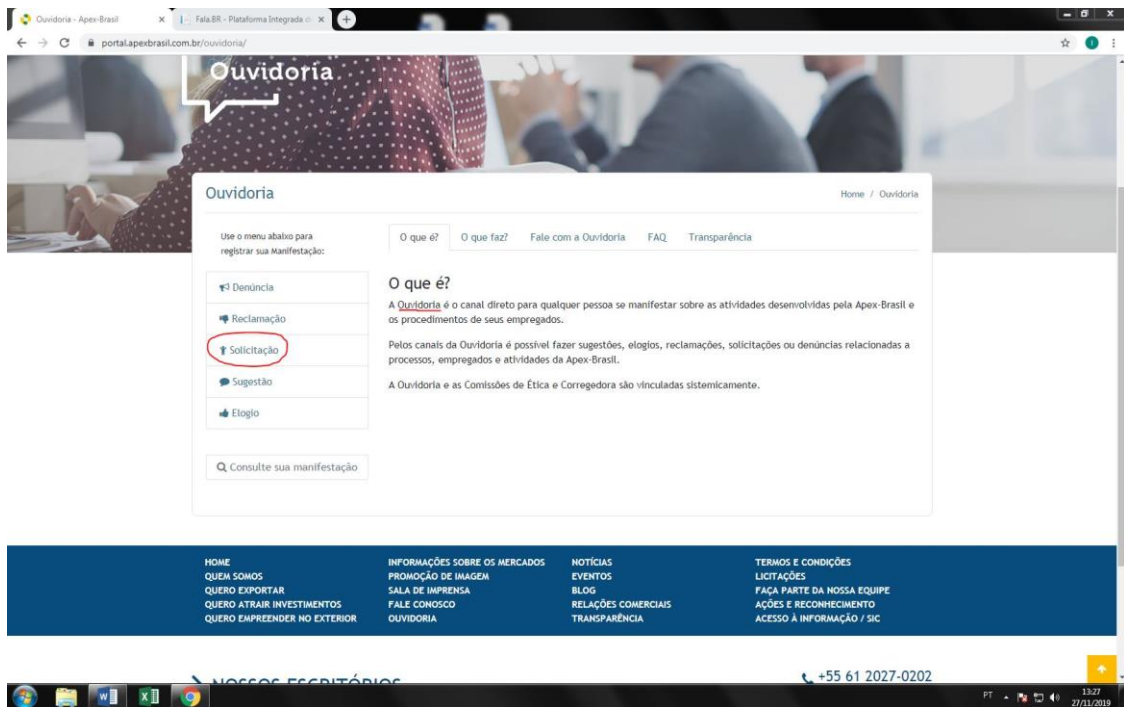 Ouvidoria - Apex-Brasil
Fala.BR - Plataforma Integrada d
portal.apexbrasil.com.br/ouvidoria/
Ouvidoria
Ouvidoria
Home / Ouvidoria
Use o menu abaixo para
registrar sua Manifestação:
Denúncia
Reclamação
Solicitação
Sugestão
Elogio
Consulte sua manifestação
O que é?
O que faz?
Fale com a Ouvidoria
FAQ
Transparência
O que é?
A Ouvidoria é o canal direto para qualquer pessoa se manifestar sobre as atividades desenvolvidas pela Apex-Brasil e
os procedimentos de seus empregados.
Pelos canais da Ouvidoria é possível fazer sugestões, elogios, reclamações, solicitações ou denúncias relacionadas a
processos, empregados e atividades da Apex-Brasil.
A Ouvidoria e as Comissões de Ética e Corregedora são vinculadas sistemicamente.
HOME
QUEM SOMOS
QUERO EXPORTAR
QUERO ATRAIR INVESTIMENTOS
QUERO EMPREENDER NO EXTERIOR
INFORMAÇÕES SOBRE OS MERCADOS
PROMOÇÃO DE IMAGEM
SALA DE IMPRENSA
FALE CONOSCO
OUVIDORIA
NOTÍCIAS
EVENTOS
BLOG
RELAÇÕES COMERCIAIS
TRANSPARÊNCIA
TERMOS E CONDIÇÕES
LICITAÇÕES
FAÇA PARTE DA NOSSA EQUIPE
AÇÕES E RECONHECIMENTO
ACESSO À INFORMAÇÃO / SIC
NOSSOS ESCRITÓRIOS
+55 61 2027-0202
PT
13:27
27/11/2019